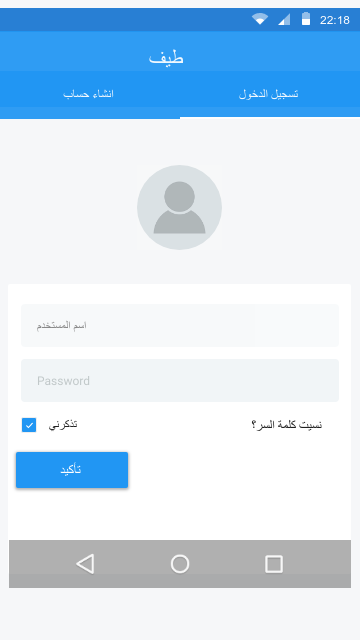 22:18
طيف
تسجيل الدخول
انشاء حساب
اسم المستخدم
Password
نسيت كلمة السر؟
تذكرني
تأكيد